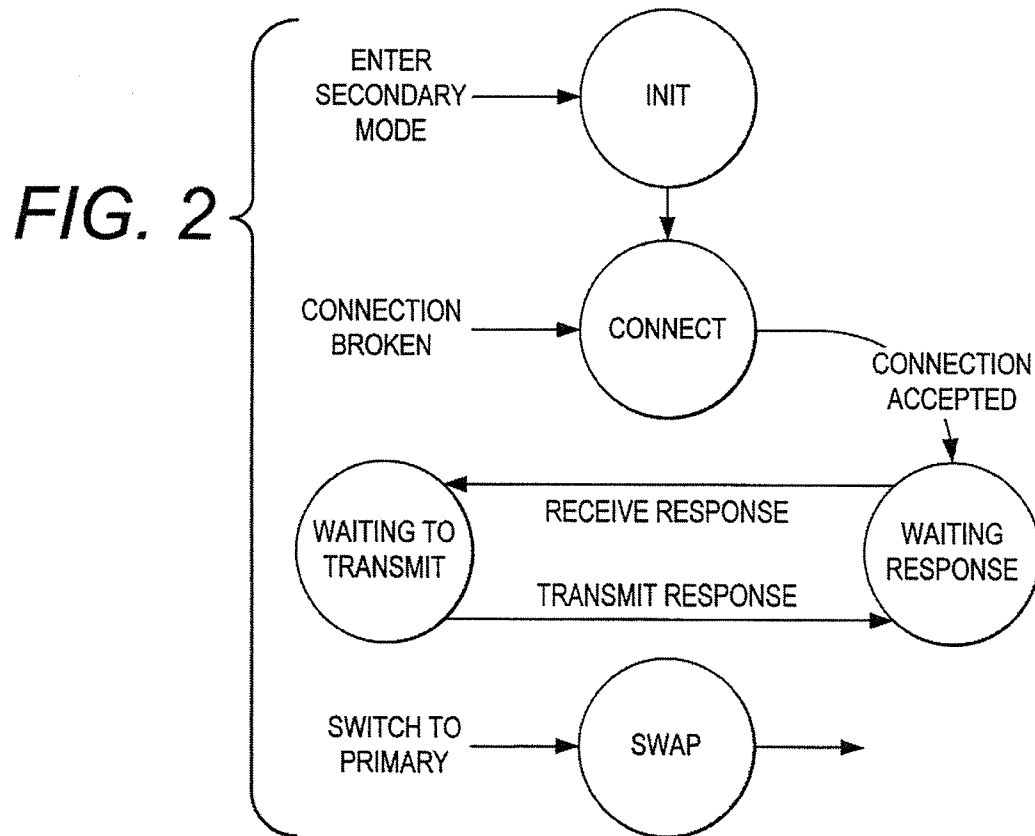 FIG. 2
ENTER
SECONDARY
MODE
INIT
CONNECTION
BROKEN
CONNECT
CONNECTION
ACCEPTED
WAITING TO
TRANSMIT
RECEIVE RESPONSE
TRANSMIT RESPONSE
WAITING
RESPONSE
SWITCH TO
PRIMARY
SWAP